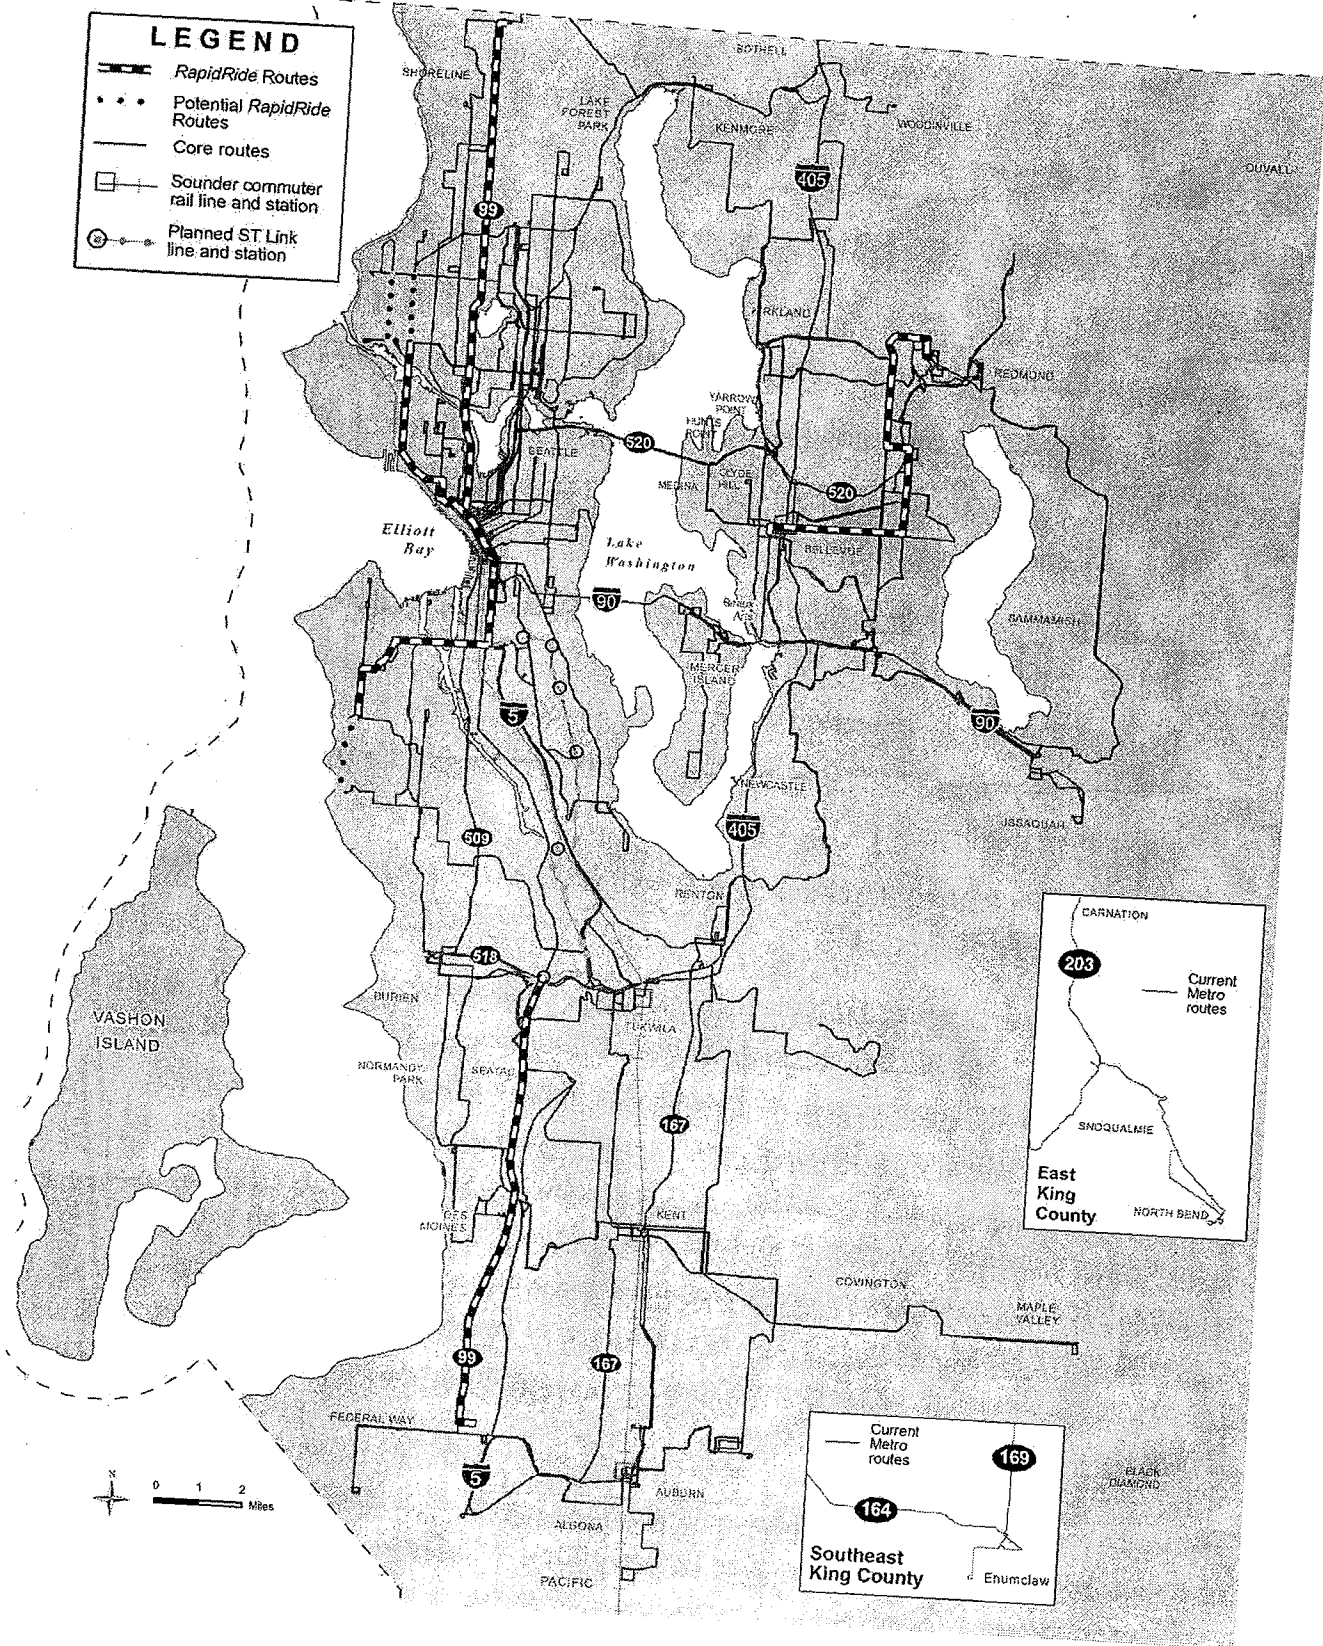 LEGEND
RapidRide Routes
Potential RapidRide
Routes
Core routes
Sounder commuter
rail line and station
Planned ST Link
line and station
BOTHELL
SHORELINE
LAKE
FOREST
PARK
KENMORE
WOODINVILLE
DUVALL
405
99
KIRKLAND
REDMOND
YARROW
POINT
HUNTS
POINT
520
SEATTLE
CLYDE
HILL
MEDINA
520
Elliott
Bay
Lake
Washington
BELLEVUE
90
Beaux
Arts
SAMMAMISH
MERCER
ISLAND
5
90
NEWCASTLE
ISSAQUAH
509
405
RENTON
518
BURIEN
TUKWILA
VASHON
ISLAND
NORMANDY
PARK
SEATAC
167
DES
MOINES
KENT
COVINGTON
MAPLE
VALLEY
99
167
FEDERAL WAY
5
AUBURN
BLACK
DIAMOND
ALGONA
PACIFIC
N
0 1 2
Miles
CARNATION
203
Current
Metro
routes
SNOQUALMIE
East
King
County
NORTH BEND
Current
Metro
routes
169
164
Southeast
King County
Enumclaw